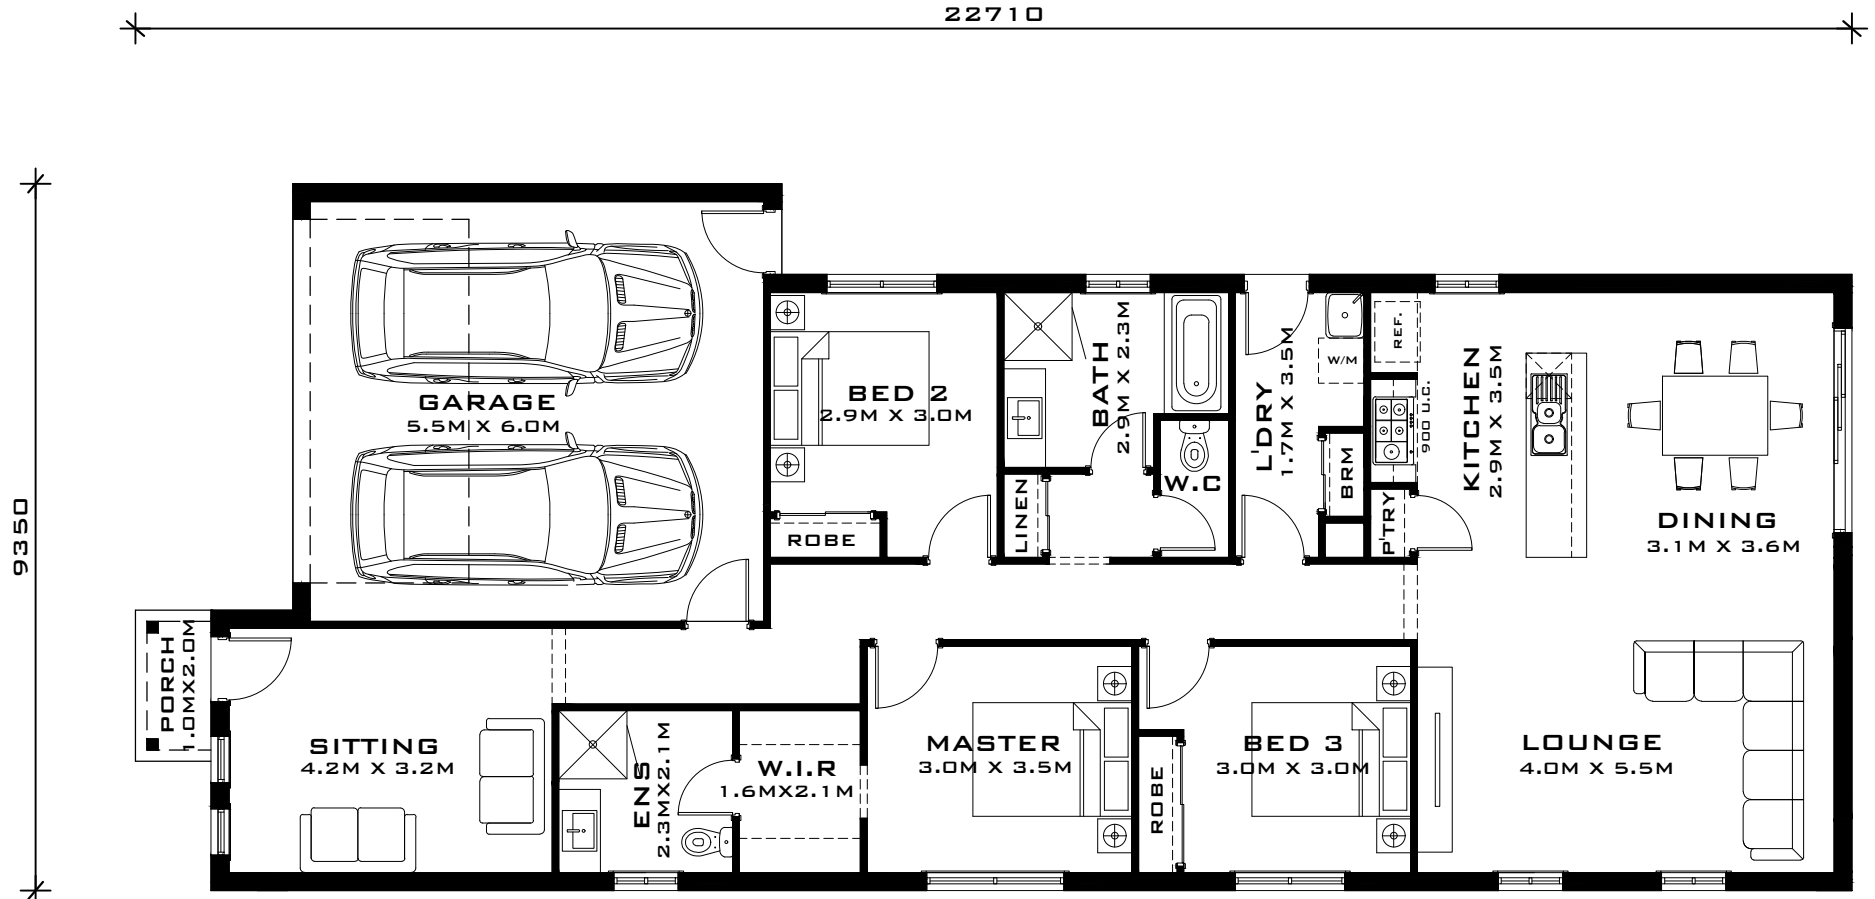 22710
9350
GARAGE
5.5M X 6.0M
BED 2
2.9M X 3.0M
ROBE
BATH
2.9M X 2.3M
LINEN
W.C
L'DRY
1.7M X 3.5M
W/M
BRM
REF.
900 U.C.
P'TRY
KITCHEN
2.9M X 3.5M
DINING
3.1M X 3.6M
PORCH
1.0MX2.0M
SITTING
4.2M X 3.2M
ENS
2.3MX2.1M
W.I.R
1.6MX2.1M
MASTER
3.0M X 3.5M
ROBE
BED 3
3.0M X 3.0M
LOUNGE
4.0M X 5.5M